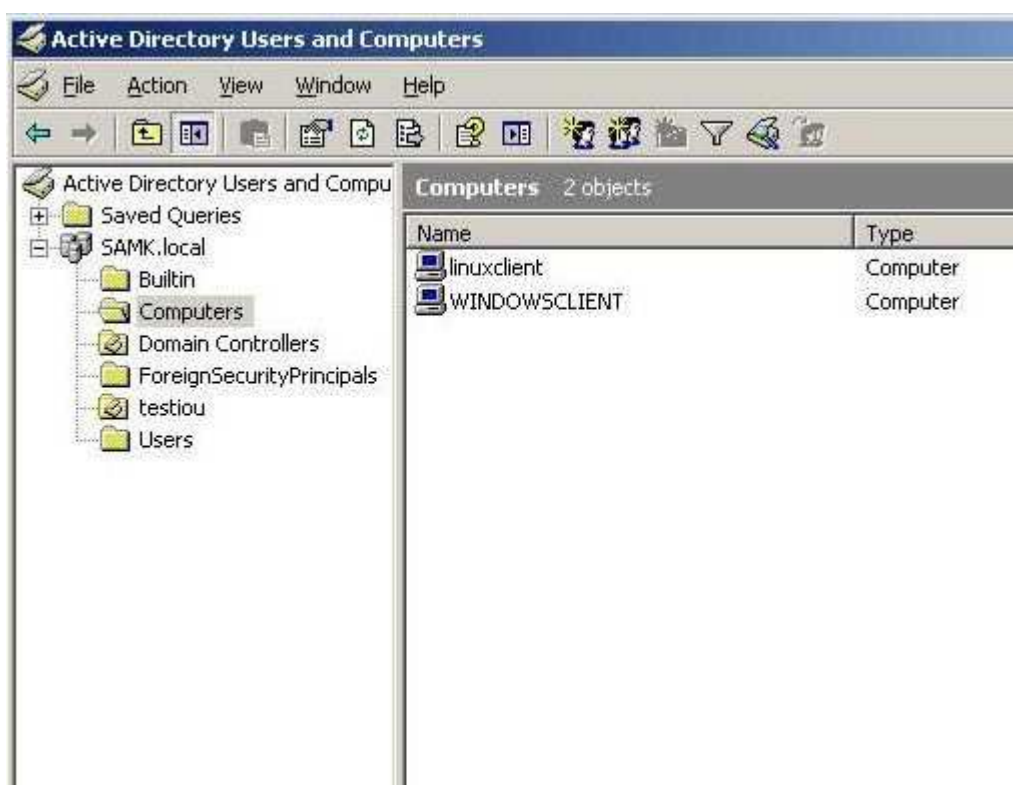 Active Directory Users and Computers
File Action View Window Help
Active Directory Users and Compu
Saved Queries
SAMK.local
Builtin
Computers
Domain Controllers
ForeignSecurityPrincipals
testiou
Users
Computers 2 objects
Name Type
linuxclient Computer
WINDOWSCLIENT Computer